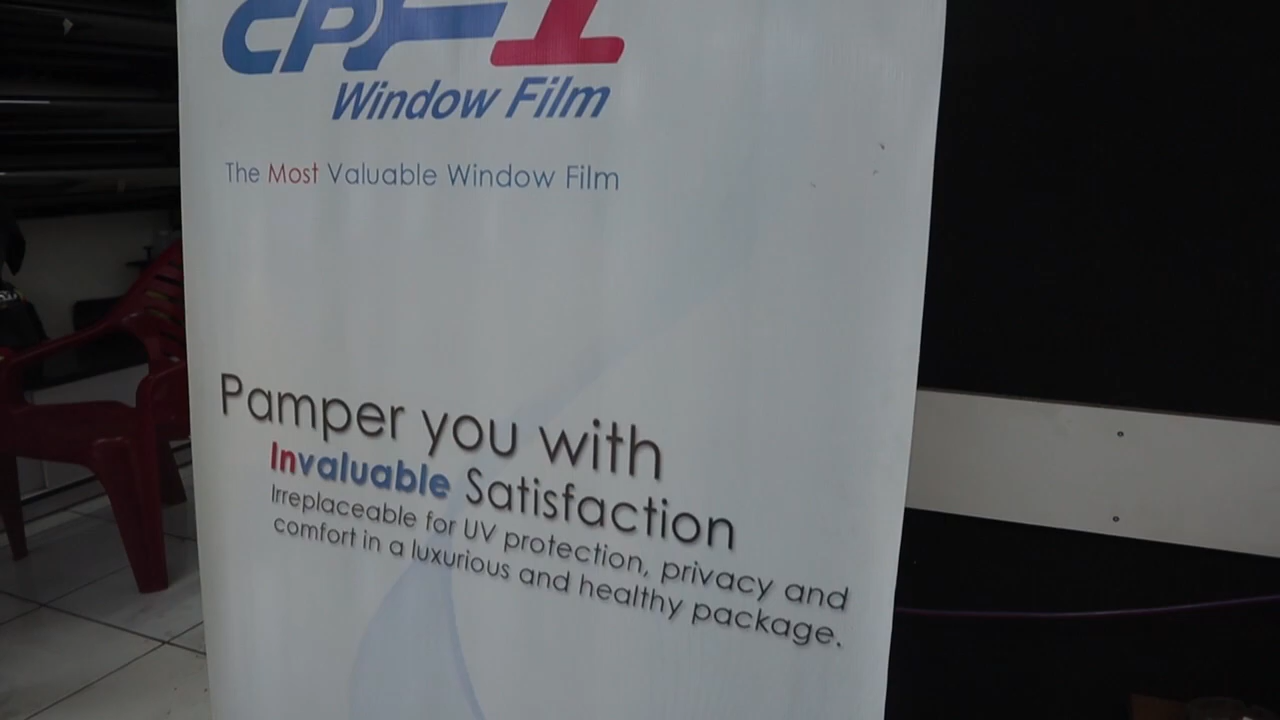 CPF1
Window Film
The Most Valuable Window Film
Pamper you with
Invaluable Satisfaction
Irreplaceable for UV protection, privacy and
comfort in a luxurious and healthy package.